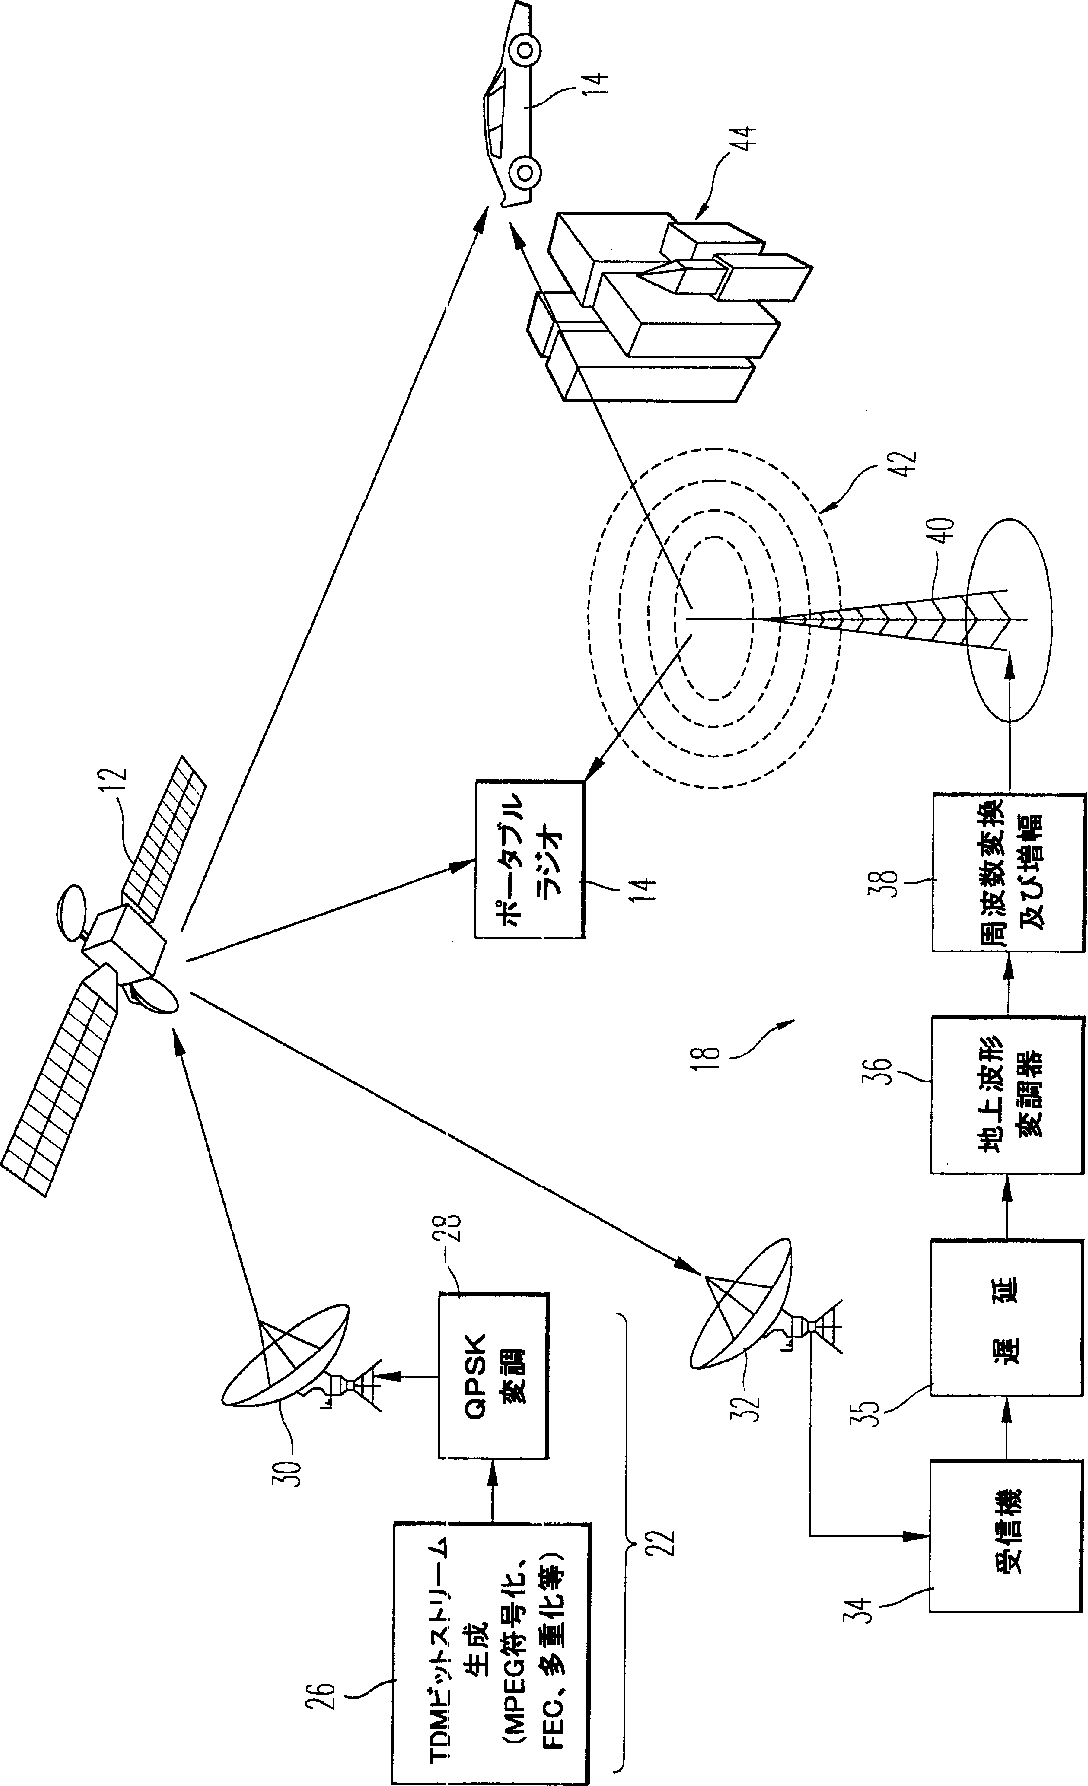 12
14
44
42
40
ポータブル
ラジオ
14
18
28
QPSK
変調
30
26
TDMビットストリーム
生成
(MPEG符号化、
FEC、多重化等)
22
32
34
受信機
35
遅 延
36
地上波形
変調器
38
周波数変換
及び増幅